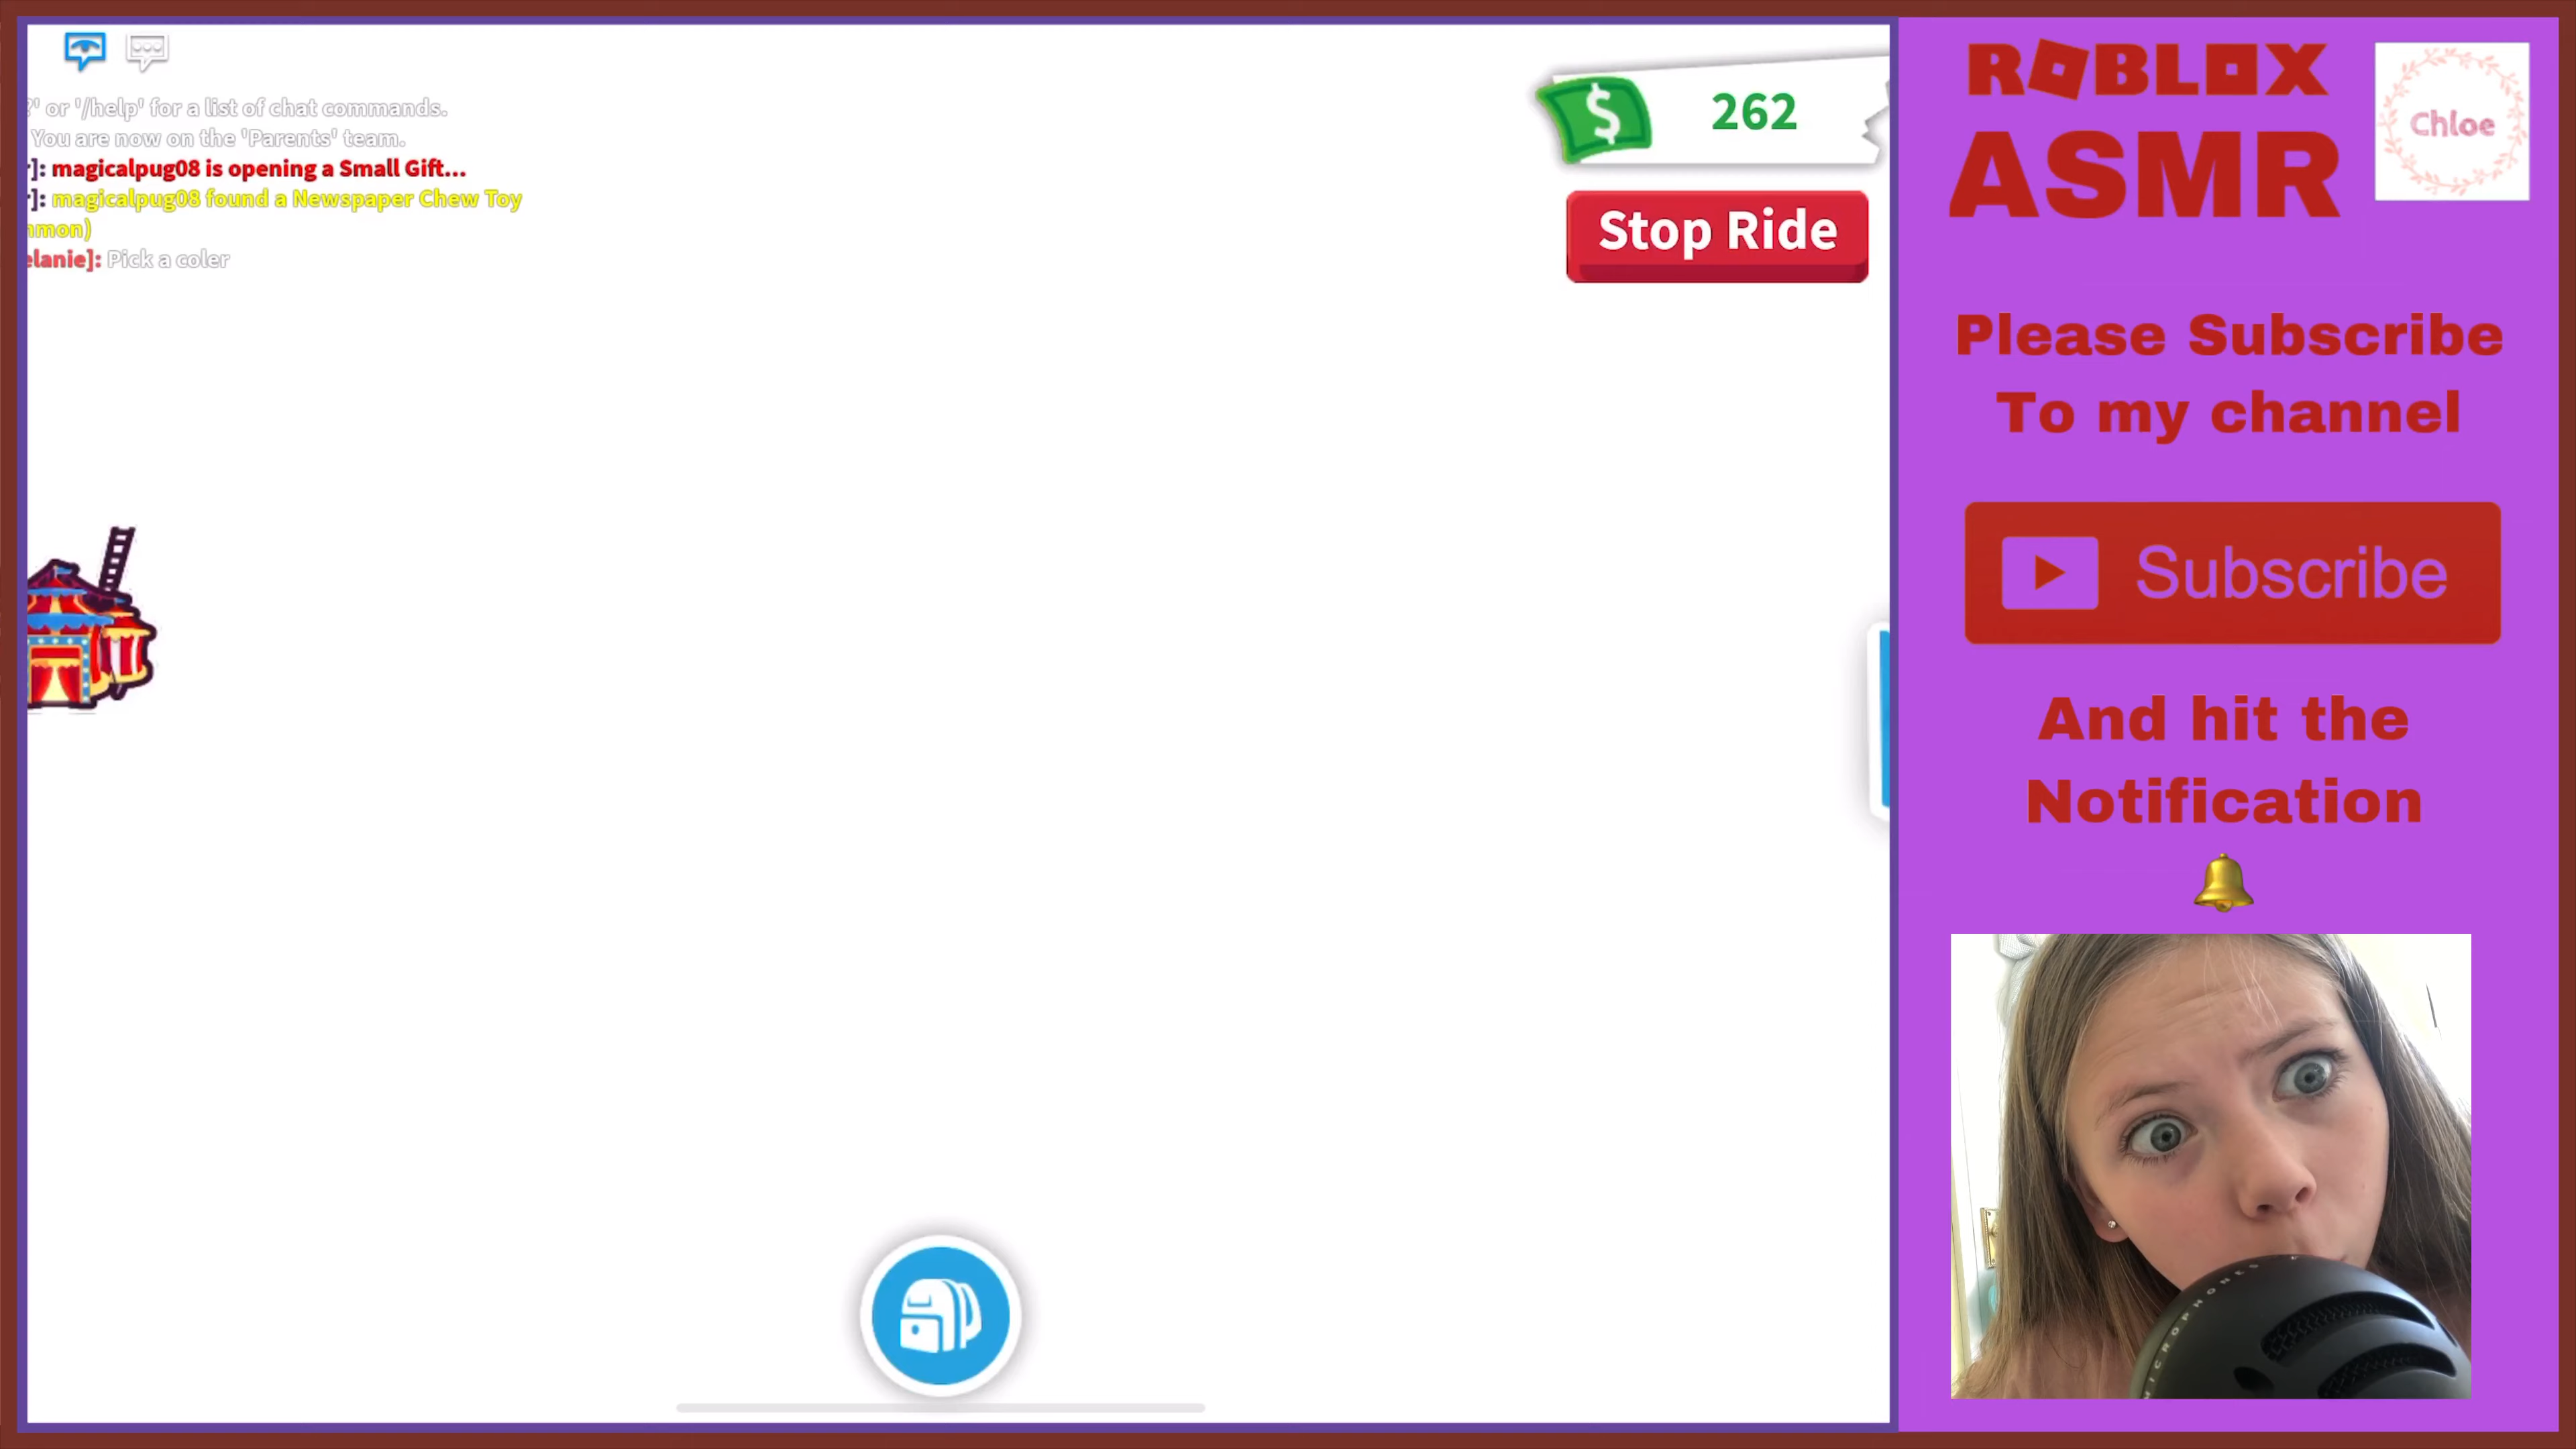 ?' or '/help' for a list of chat commands.
You are now on the 'Parents' team.
r]: magicalpug08 is opening a Small Gift...
r]: magicalpug08 found a Newspaper Chew Toy
mmon)
elanie]: Pick a coler
262
Stop Ride
ROBLOX
ASMR
Chloe
Please Subscribe
To my channel
Subscribe
And hit the
Notification
MICROPHONES